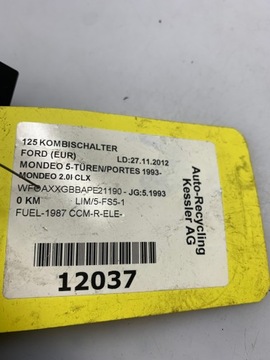 125 KOMBISCHALTER
FORD (EUR) LD:27.11.2012
MONDEO 5-TÜREN/PORTES 1993-
MONDEO 2.0I CLX
WFOAXXGBBAPE21190 - JG:5.1993
0 KM LIM/5-FS5-1
FUEL-1987 CCM-R-ELE-
12037
Auto-Recycling
Kessler AG